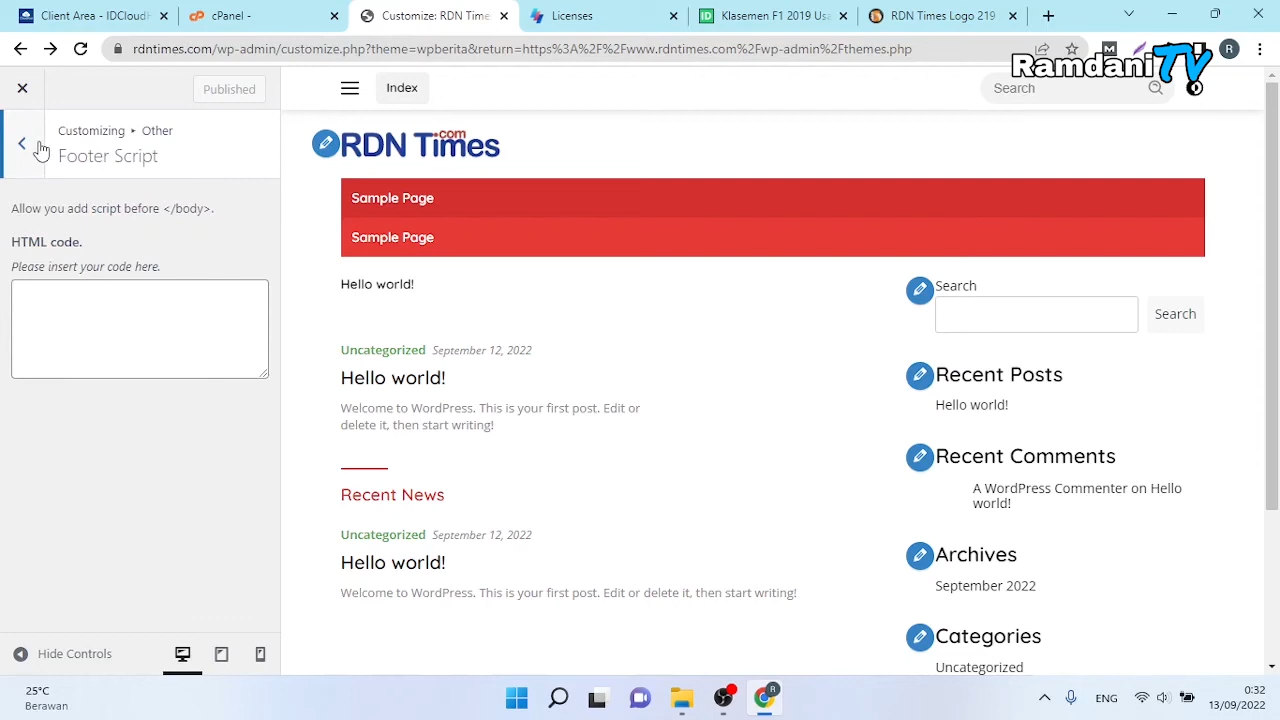 Client Area - IDCloudH
cPanel -
RDN Times
Licenses
Klasemen F1 2019 Usa
RDN Times Logo 219
rdntimes.com/wp-admin/customize.php?theme=wpberita&return=https%3A%2F%2Fwww.rdntimes.com%2Fwp-admin%2Fthemes.php
R
Ramdani TV
Published
Index
Search
Customizing ▸ Other
Footer Script
RDN Times .com
Allow you add script before </body>.
HTML code.
Please insert your code here.
Sample Page
Sample Page
Hello world!
Uncategorized September 12, 2022
Hello world!
Welcome to WordPress. This is your first post. Edit or
delete it, then start writing!
Recent News
Uncategorized September 12, 2022
Hello world!
Welcome to WordPress. This is your first post. Edit or delete it, then start writing!
Search
Search
Recent Posts
Hello world!
Recent Comments
A WordPress Commenter on Hello
world!
Archives
September 2022
Categories
Uncategorized
Hide Controls
25°C
Berawan
ENG
0:32
13/09/2022